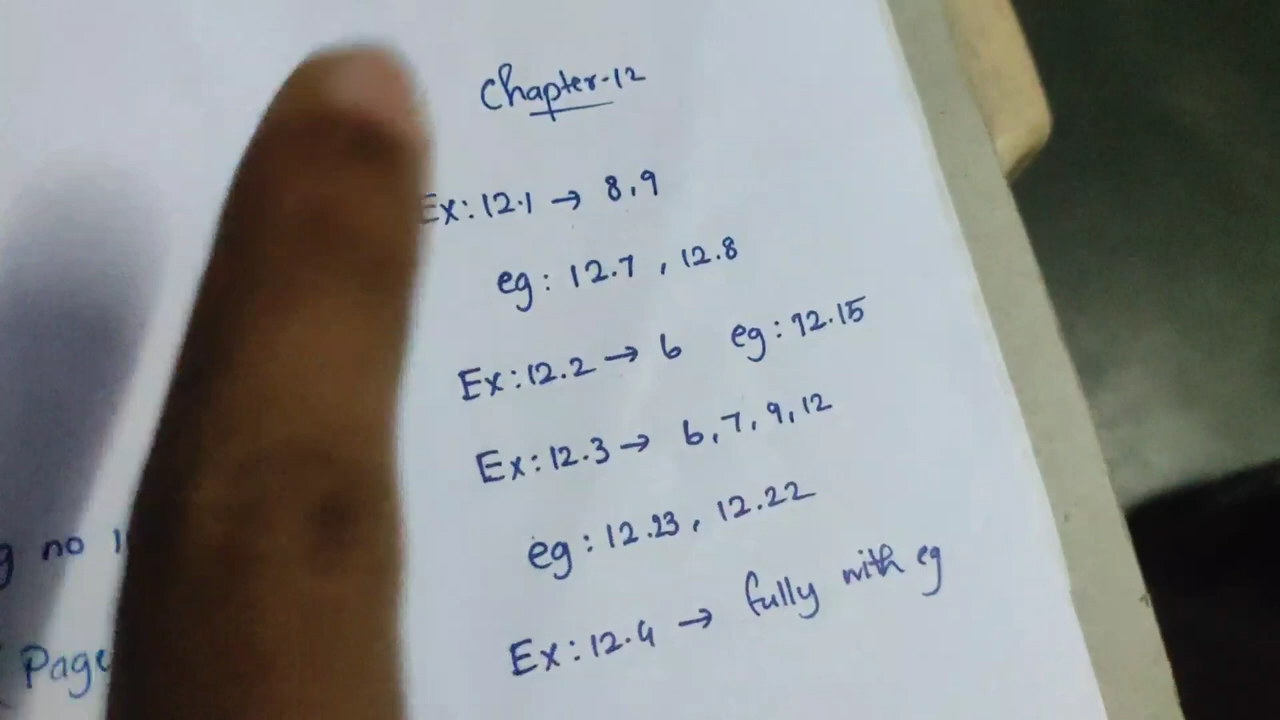 Chapter-12
Ex: 12.1 → 8, 9
eg: 12.7, 12.8
Ex: 12.2 → 6 eg: 12.15
Ex: 12.3 → 6, 7, 9, 12
eg: 12.23, 12.22
Ex: 12.4 → fully with eg
no
Page